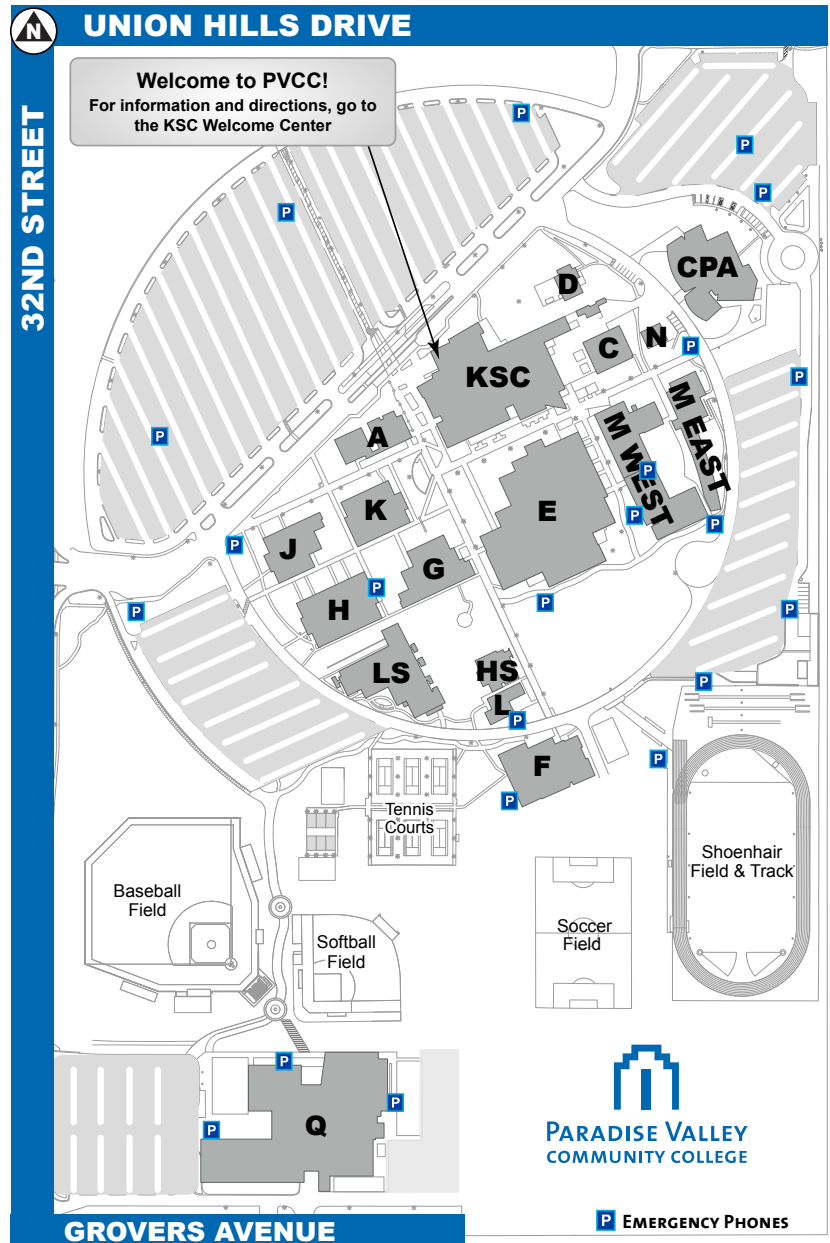 N
UNION HILLS DRIVE
32ND STREET
Welcome to PVCC!
For information and directions, go to
the KSC Welcome Center
P
P
P
P
P
CPA
D
N
C
P
KSC
P
M EAST
A
P
M WEST
P
K
E
P
P
J
P
G
P
H
P
P
P
LS
HS
P
L
P
F
P
P
Tennis
Courts
Shoenhair
Field & Track
Baseball
Field
Soccer
Field
Softball
Field
P
P
P
Q
PARADISE VALLEY
COMMUNITY COLLEGE
P EMERGENCY PHONES
GROVERS AVENUE